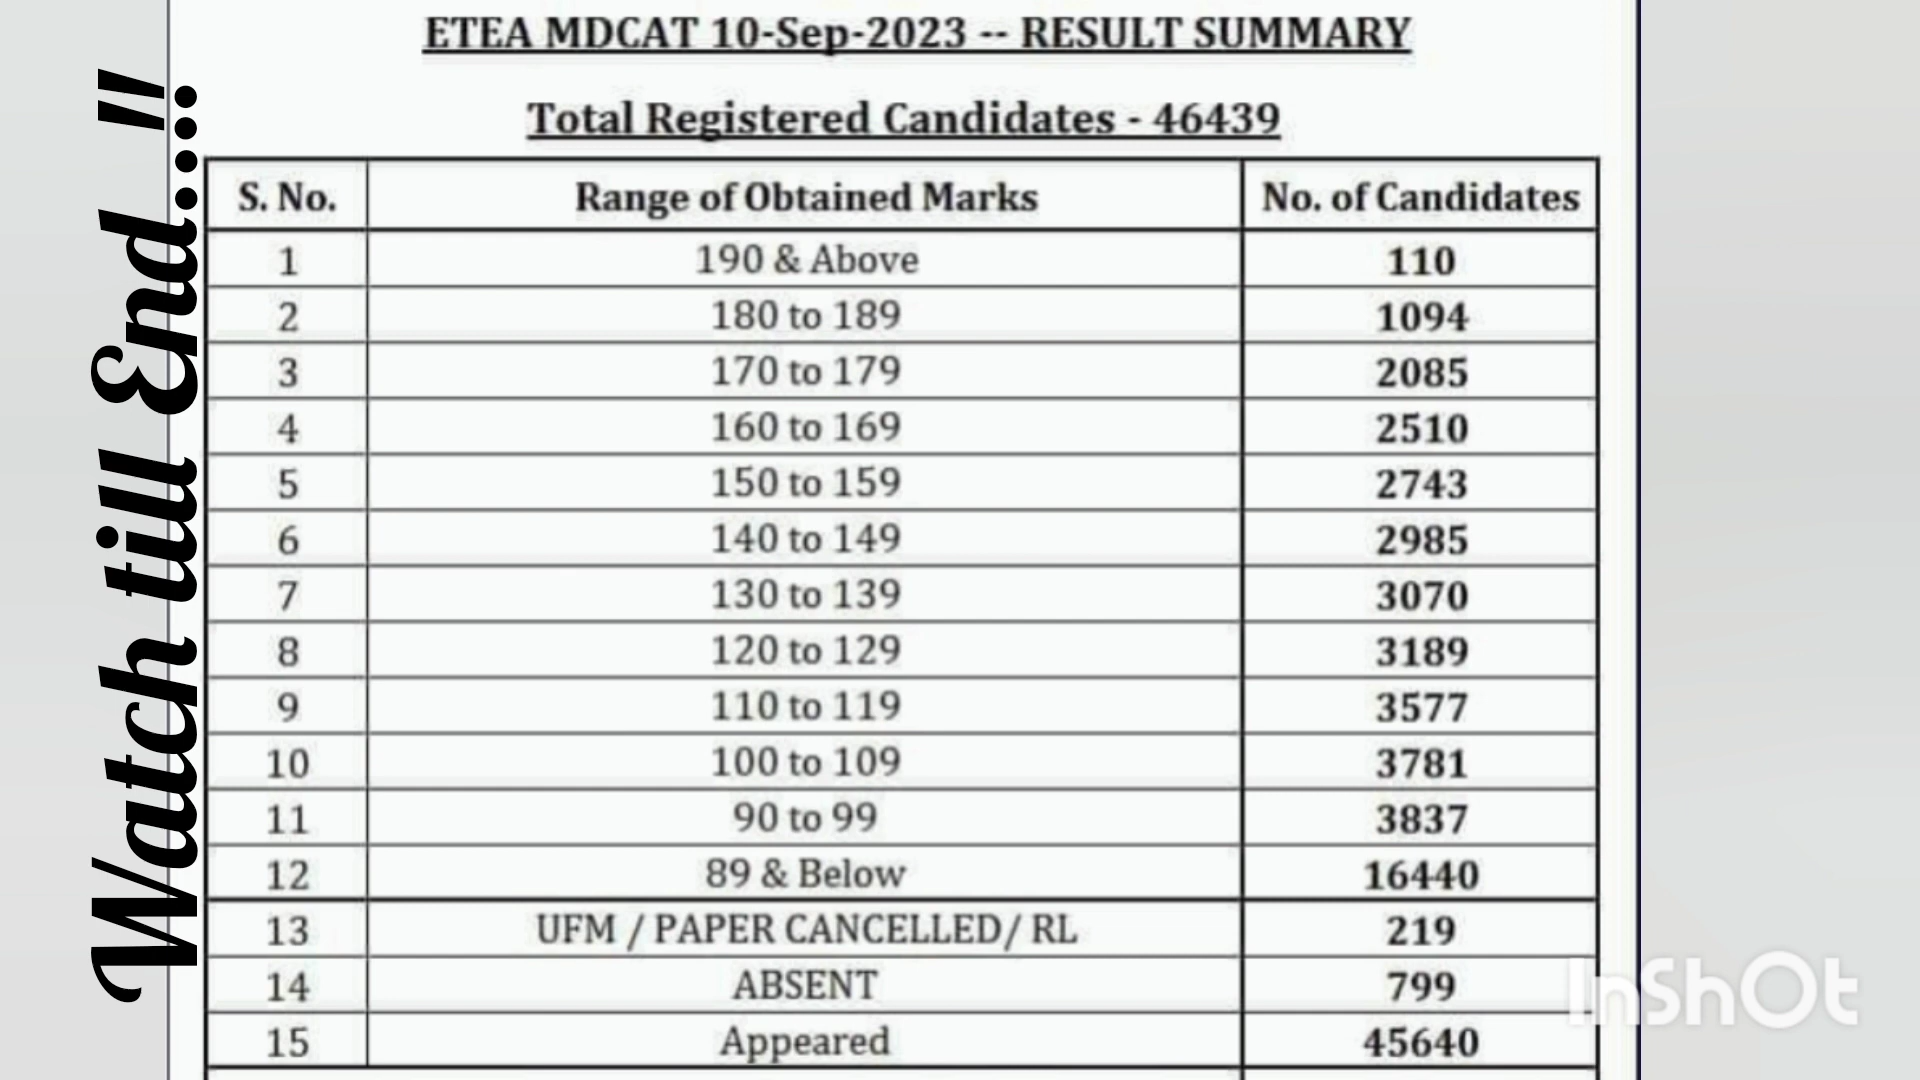 ETEA MDCAT 10-Sep-2023 -- RESULT SUMMARY
Total Registered Candidates - 46439
S. No. Range of Obtained Marks No. of Candidates
1 190 & Above 110
2 180 to 189 1094
3 170 to 179 2085
4 160 to 169 2510
5 150 to 159 2743
6 140 to 149 2985
7 130 to 139 3070
8 120 to 129 3189
9 110 to 119 3577
10 100 to 109 3781
11 90 to 99 3837
12 89 & Below 16440
13 UFM / PAPER CANCELLED/ RL 219
14 ABSENT 799
15 Appeared 45640
Watch till End....!!
InShOt